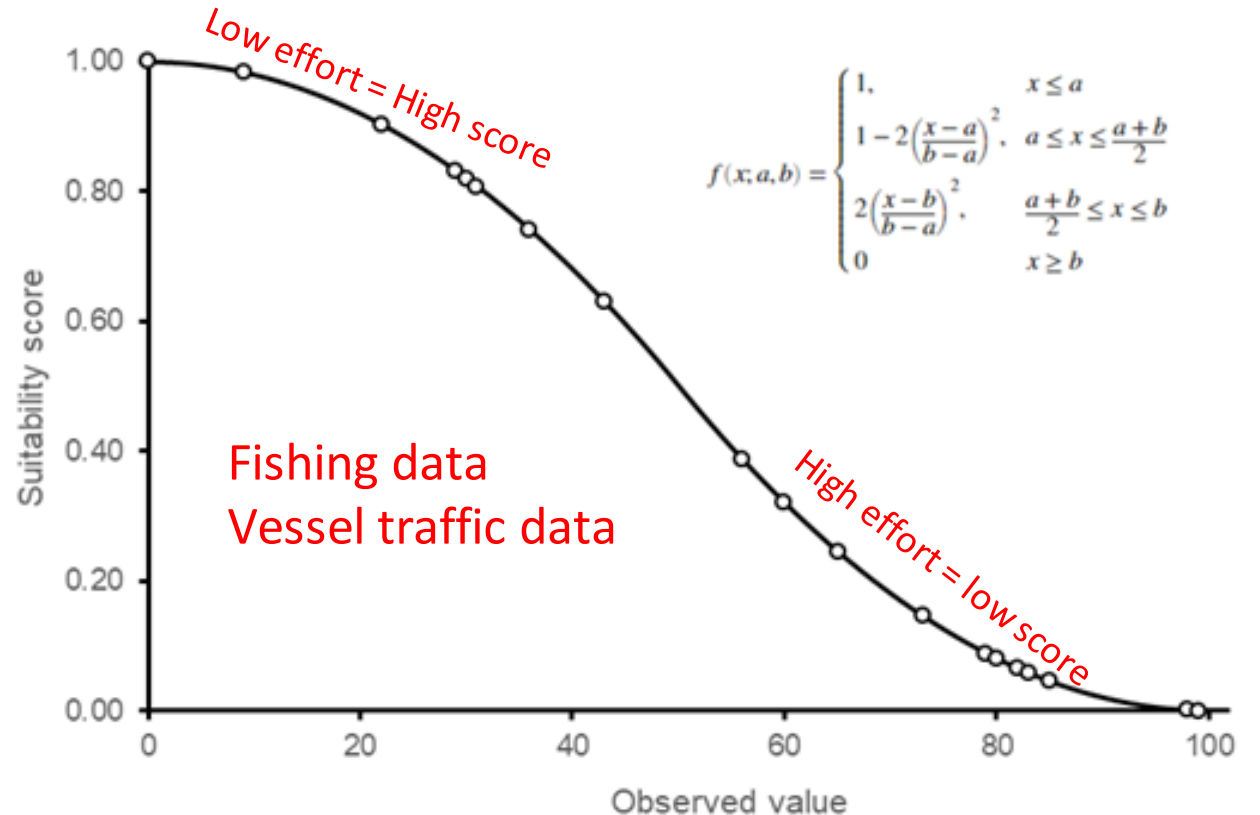 Low effort = High score
1.00
0.80
0.60
0.40
0.20
0.00
Suitability score
f(x; a, b) = { 1, x ≤ a
1 − 2((x − a)/(b − a))², a ≤ x ≤ (a + b)/2
2((x − b)/(b − a))², (a + b)/2 ≤ x ≤ b
0 x ≥ b
Fishing data
Vessel traffic data
High effort = low score
0 20 40 60 80 100
Observed value